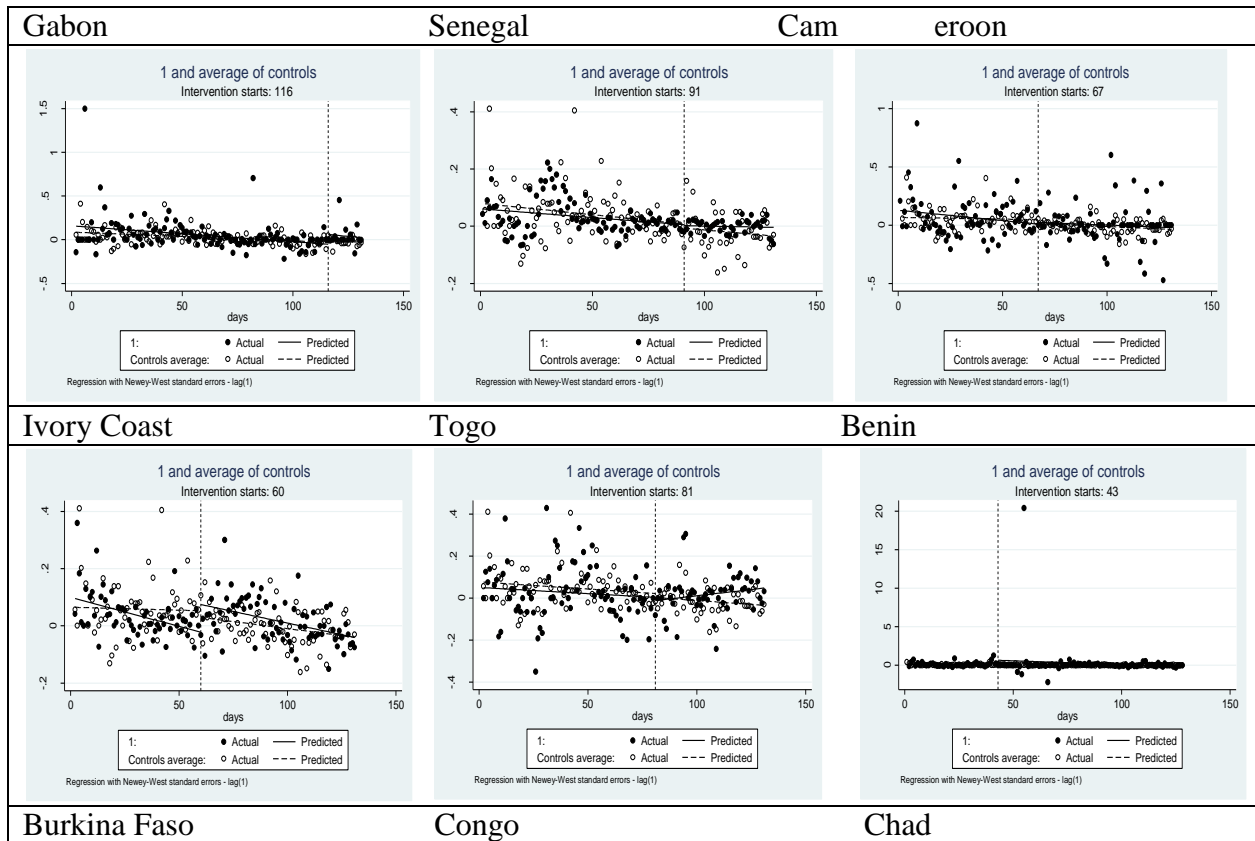 Gabon Senegal Cam eroon
1 and average of controls
Intervention starts: 116
-.5 0 .5 1 1.5
0 50 100 150
days
1: Actual Predicted
Controls average: Actual Predicted
Regression with Newey-West standard errors - lag(1)
1 and average of controls
Intervention starts: 91
-.2 0 .2 .4
0 50 100 150
days
1: Actual Predicted
Controls average: Actual Predicted
Regression with Newey-West standard errors - lag(1)
1 and average of controls
Intervention starts: 67
-.5 0 .5 1
0 50 100 150
days
1: Actual Predicted
Controls average: Actual Predicted
Regression with Newey-West standard errors - lag(1)
Ivory Coast Togo Benin
1 and average of controls
Intervention starts: 60
-.2 0 .2 .4
0 50 100 150
days
1: Actual Predicted
Controls average: Actual Predicted
Regression with Newey-West standard errors - lag(1)
1 and average of controls
Intervention starts: 81
-.4 -.2 0 .2 .4
0 50 100 150
days
1: Actual Predicted
Controls average: Actual Predicted
Regression with Newey-West standard errors - lag(1)
1 and average of controls
Intervention starts: 43
0 5 10 15 20
0 50 100 150
days
1: Actual Predicted
Controls average: Actual Predicted
Regression with Newey-West standard errors - lag(1)
Burkina Faso Congo Chad